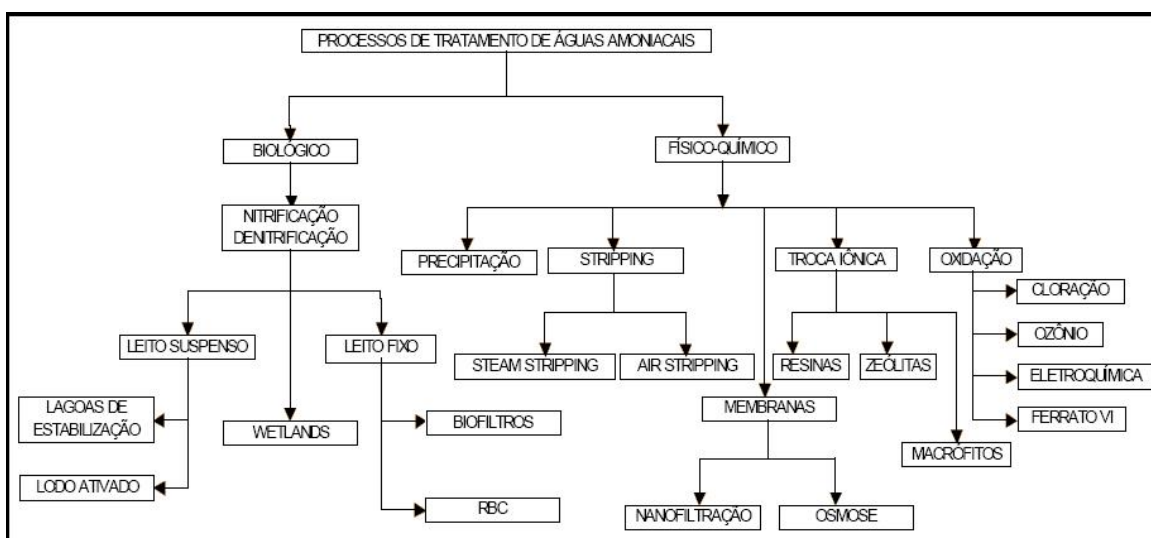 PROCESSOS DE TRATAMENTO DE ÁGUAS AMONIACAIS
BIOLÓGICO
FÍSICO-QUÍMICO
NITRIFICAÇÃO
DENITRIFICAÇÃO
PRECIPITAÇÃO
STRIPPING
TROCA IÔNICA
OXIDAÇÃO
CLORAÇÃO
OZÔNIO
ELETROQUÍMICA
FERRATO VI
LEITO SUSPENSO
LEITO FIXO
STEAM STRIPPING
AIR STRIPPING
RESINAS
ZEÓLITAS
LAGOAS DE
ESTABILIZAÇÃO
WETLANDS
BIOFILTROS
MEMBRANAS
MACRÓFITOS
LODO ATIVADO
RBC
NANOFILTRAÇÃO
OSMOSE